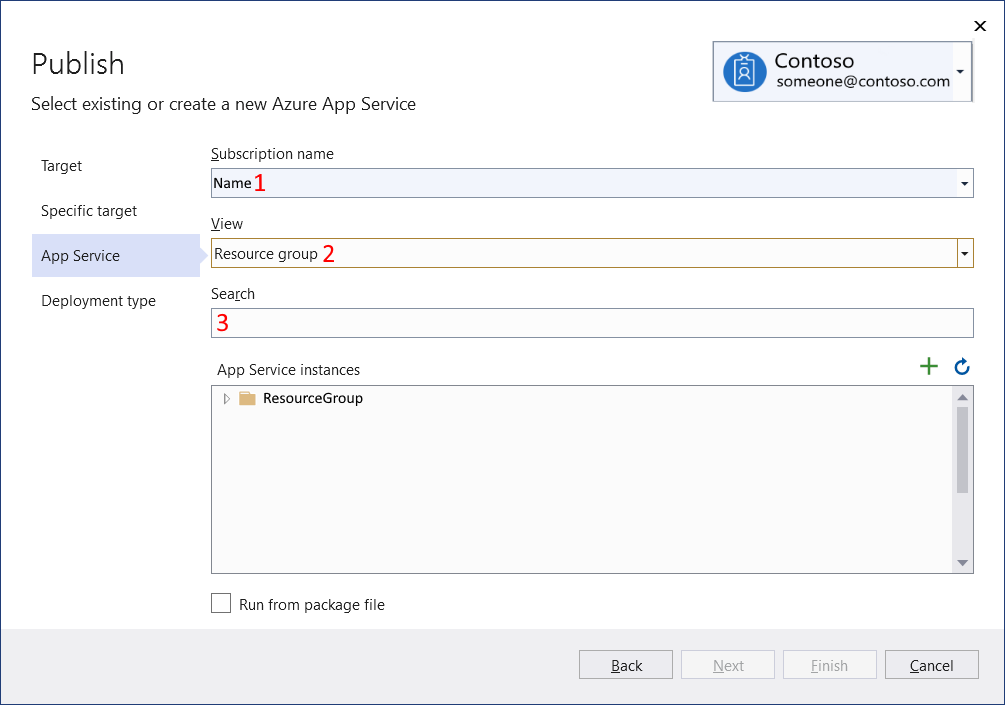 Publish
Select existing or create a new Azure App Service
Contoso
someone@contoso.com
Target
Specific target
App Service
Deployment type
Subscription name
Name 1
View
Resource group 2
Search
3
App Service instances
ResourceGroup
Run from package file
Back
Next
Finish
Cancel